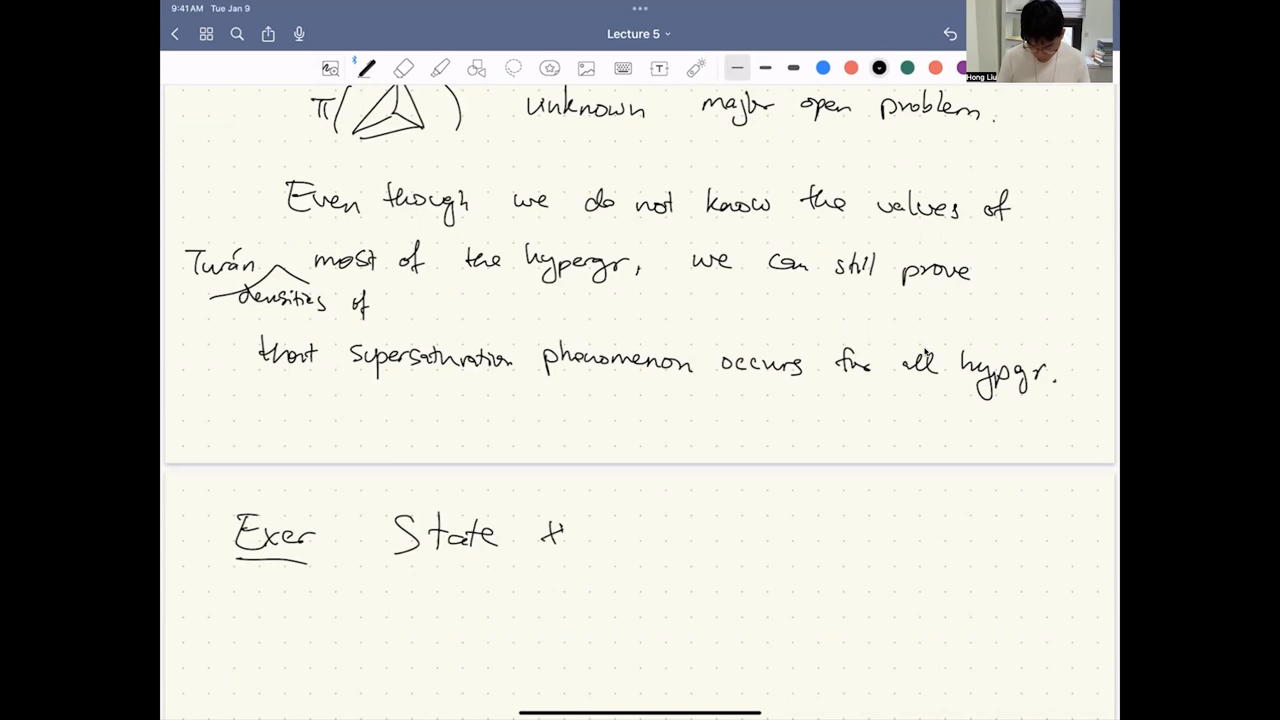 9:41 AM Tue Jan 9
Lecture 5
Hong Liu
π( ) unknown major open problem.
Even though we do not know the values of
Turán densities of most of the hypergr, we can still prove
that supersaturation phenomenon occurs for all hypgr.
Exer State